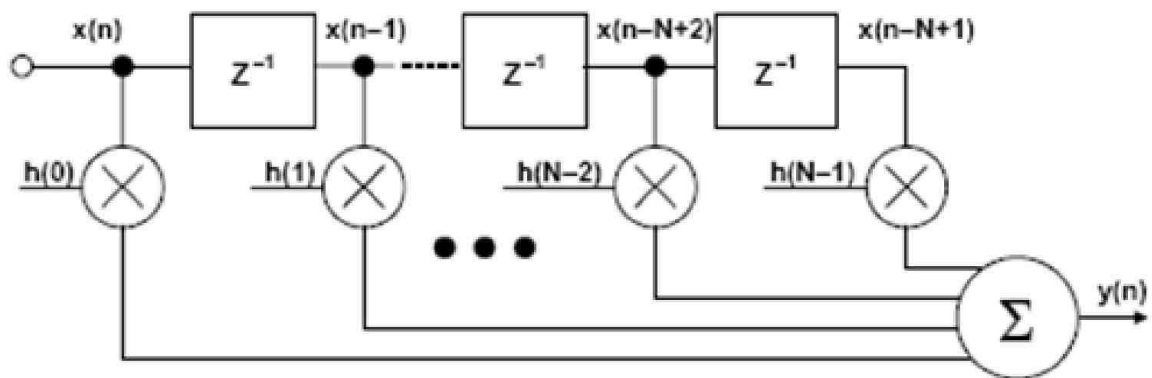 x(n) x(n–1) x(n–N+2) x(n–N+1)
Z⁻¹ Z⁻¹ Z⁻¹
h(0) h(1) h(N–2) h(N–1)
Σ y(n)